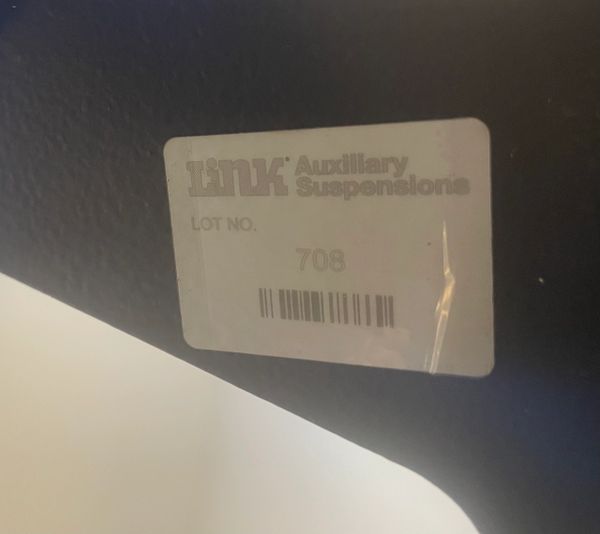 Link Auxiliary
Suspensions
LOT NO.
708